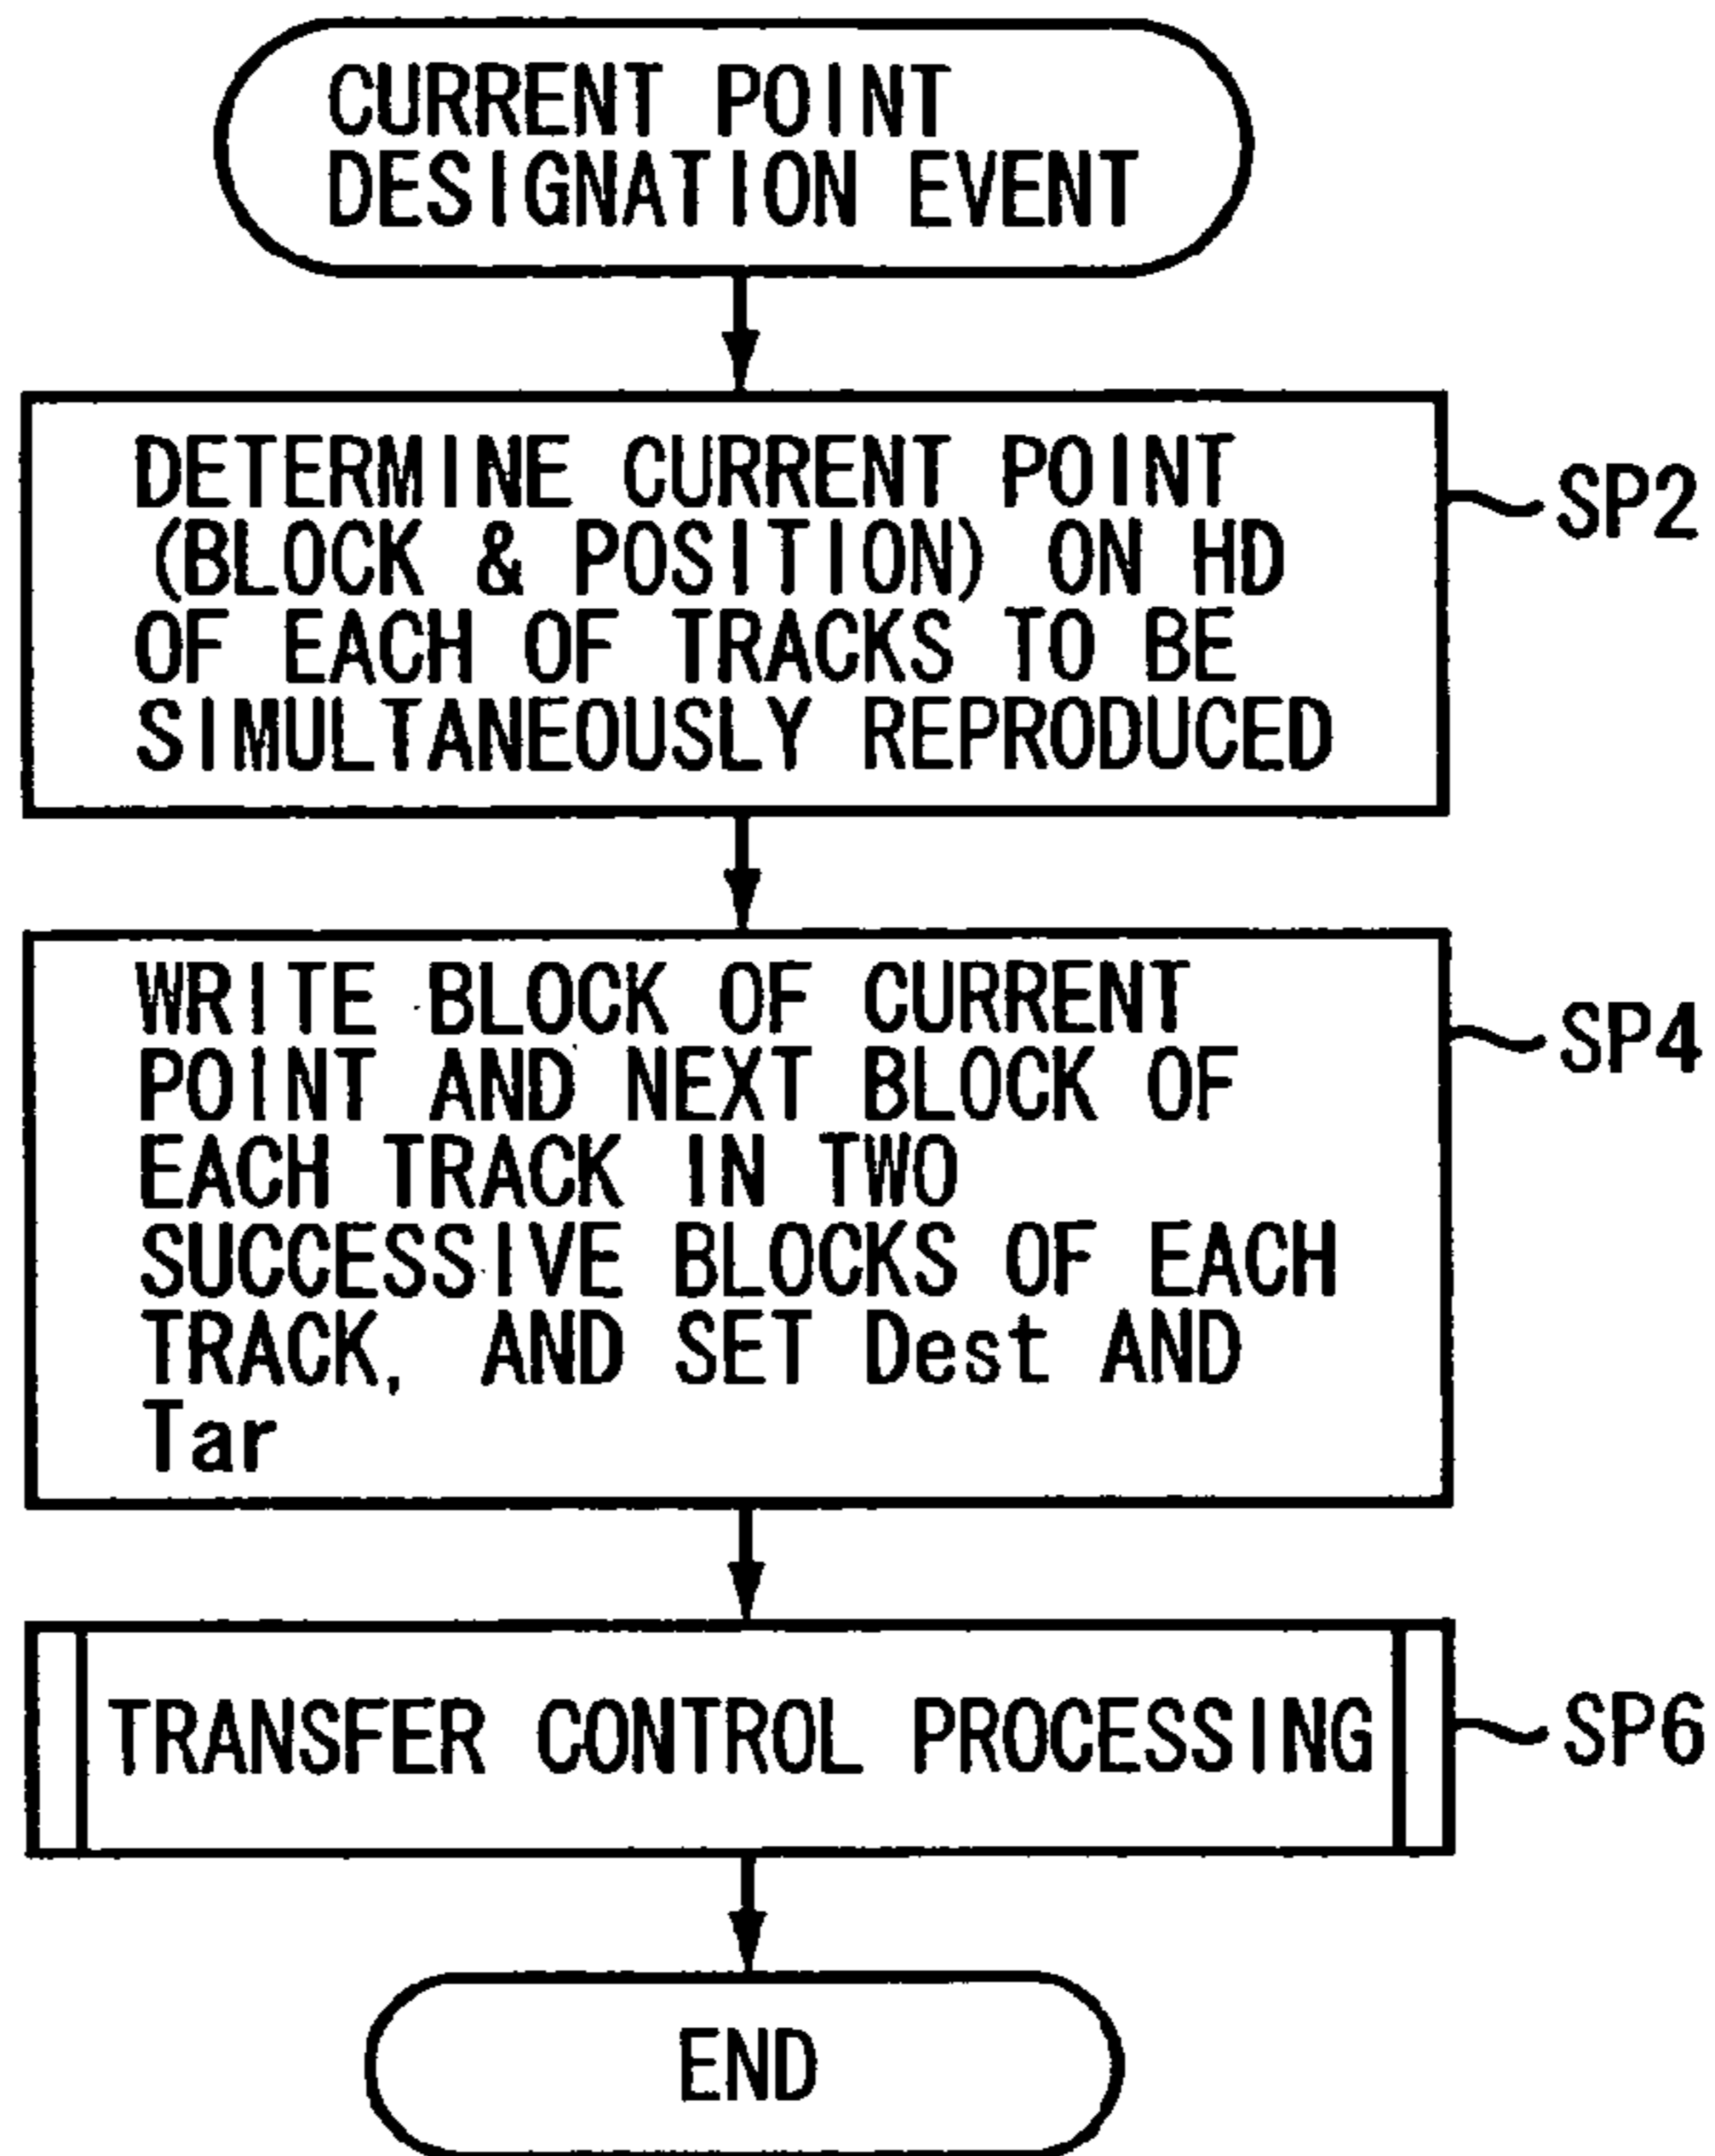 CURRENT POINT
DESIGNATION EVENT
DETERMINE CURRENT POINT
(BLOCK & POSITION) ON HD
OF EACH OF TRACKS TO BE
SIMULTANEOUSLY REPRODUCED
SP2
WRITE BLOCK OF CURRENT
POINT AND NEXT BLOCK OF
EACH TRACK IN TWO
SUCCESSIVE BLOCKS OF EACH
TRACK, AND SET Dest AND
Tar
SP4
TRANSFER CONTROL PROCESSING
SP6
END